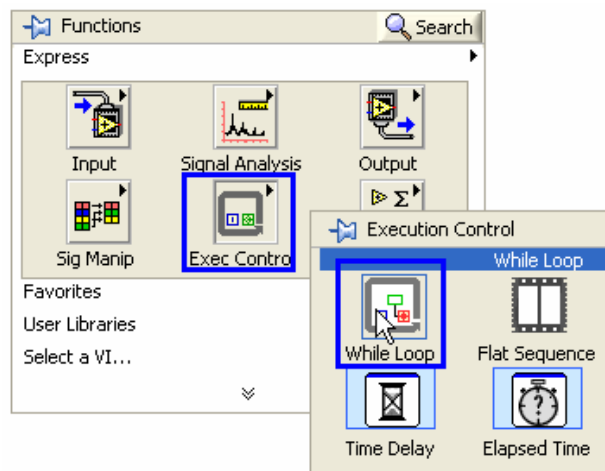 Functions
Search
Express
Input
Signal Analysis
Output
Sig Manip
Exec Control
Favorites
User Libraries
Select a VI...
Execution Control
While Loop
While Loop
Flat Sequence
Time Delay
Elapsed Time